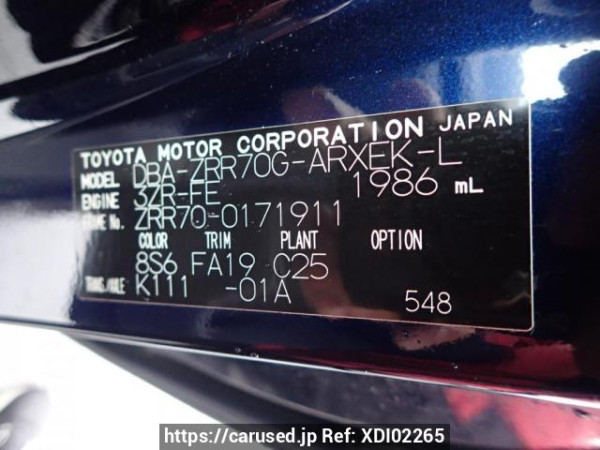 TOYOTA MOTOR CORPORATION JAPAN
MODEL DBA-ZRR70G-ARXEK-L
ENGINE 3ZR-FE 1986 mL
FRAME No. ZRR70-0171911
COLOR TRIM PLANT OPTION
8S6 FA19 C25
TRANS/AXLE K111 -01A
548
https://carused.jp Ref: XDI02265